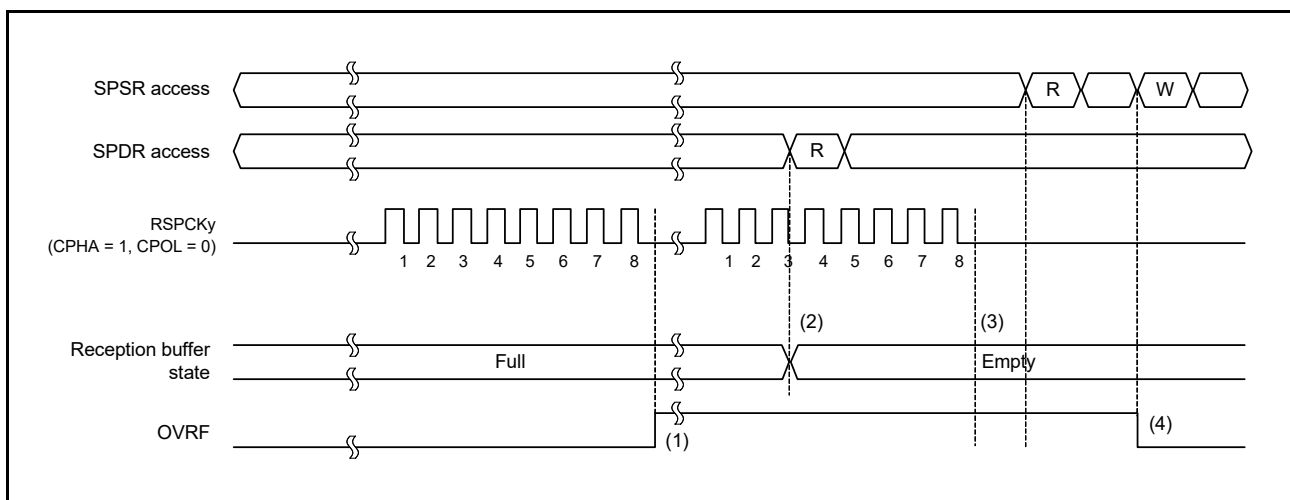 SPSR access
R
W
SPDR access
R
RSPCKy
(CPHA = 1, CPOL = 0)
1 2 3 4 5 6 7 8
1 2 3 4 5 6 7 8
(2)
(3)
Reception buffer
state
Full
Empty
OVRF
(1)
(4)